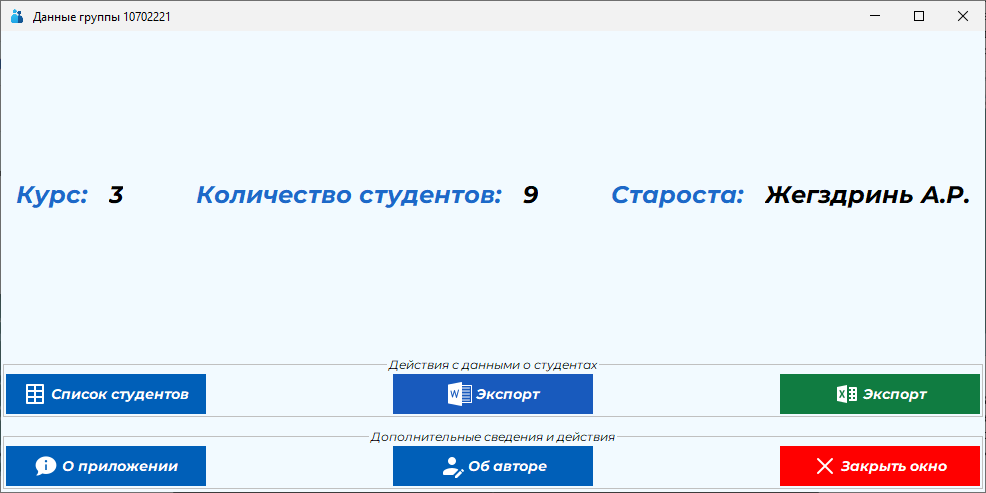 Данные группы 10702221
Курс: 3 Количество студентов: 9 Староста: Жегздринь А.Р.
Действия с данными о студентах
Список студентов Экспорт Экспорт
Дополнительные сведения и действия
О приложении Об авторе Закрыть окно